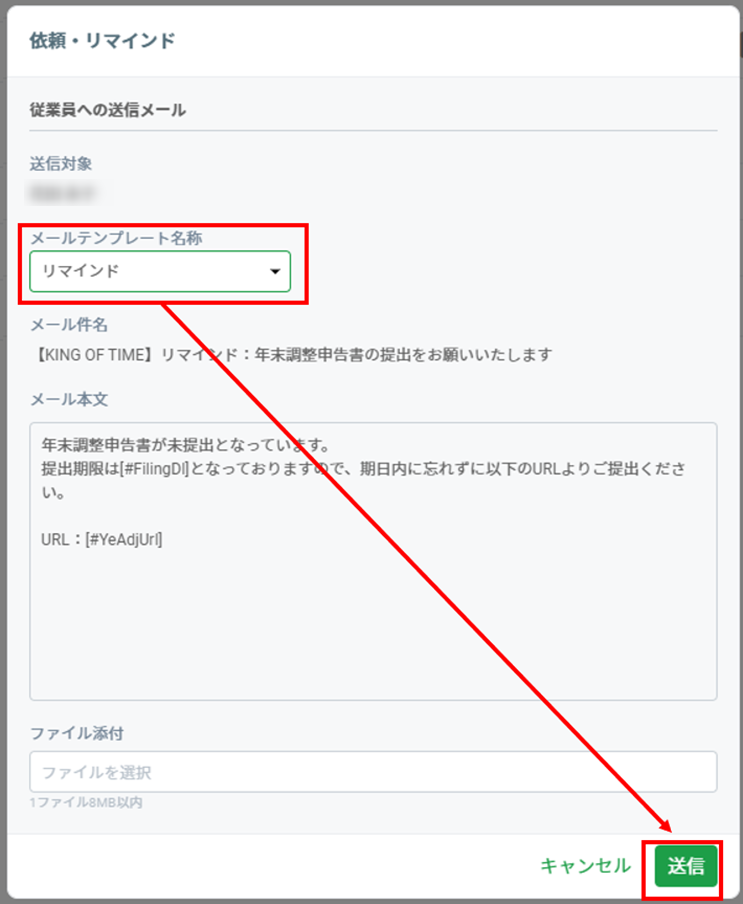 依頼・リマインド
従業員への送信メール
送信対象
メールテンプレート名称
リマインド
メール件名
【KING OF TIME】リマインド：年末調整申告書の提出をお願いいたします
メール本文
年末調整申告書が未提出となっています。
提出期限は[#FilingDl]となっておりますので、期日内に忘れずに以下のURLよりご提出くださ
い。
URL：[#YeAdjUrl]
ファイル添付
ファイルを選択
1ファイル8MB以内
キャンセル
送信